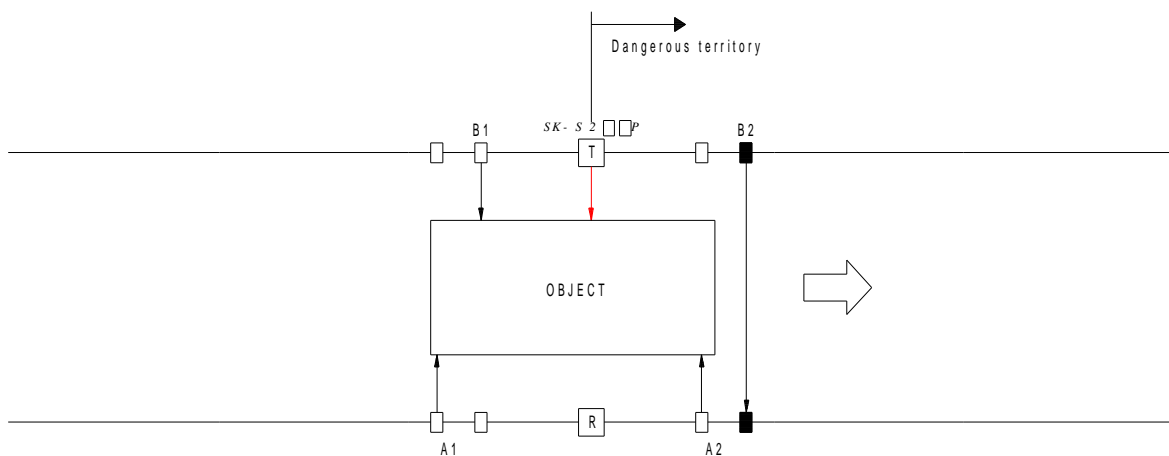 Dangerous territory
B1
SK- S 2 □□P
B2
T
OBJECT
R
A1
A2